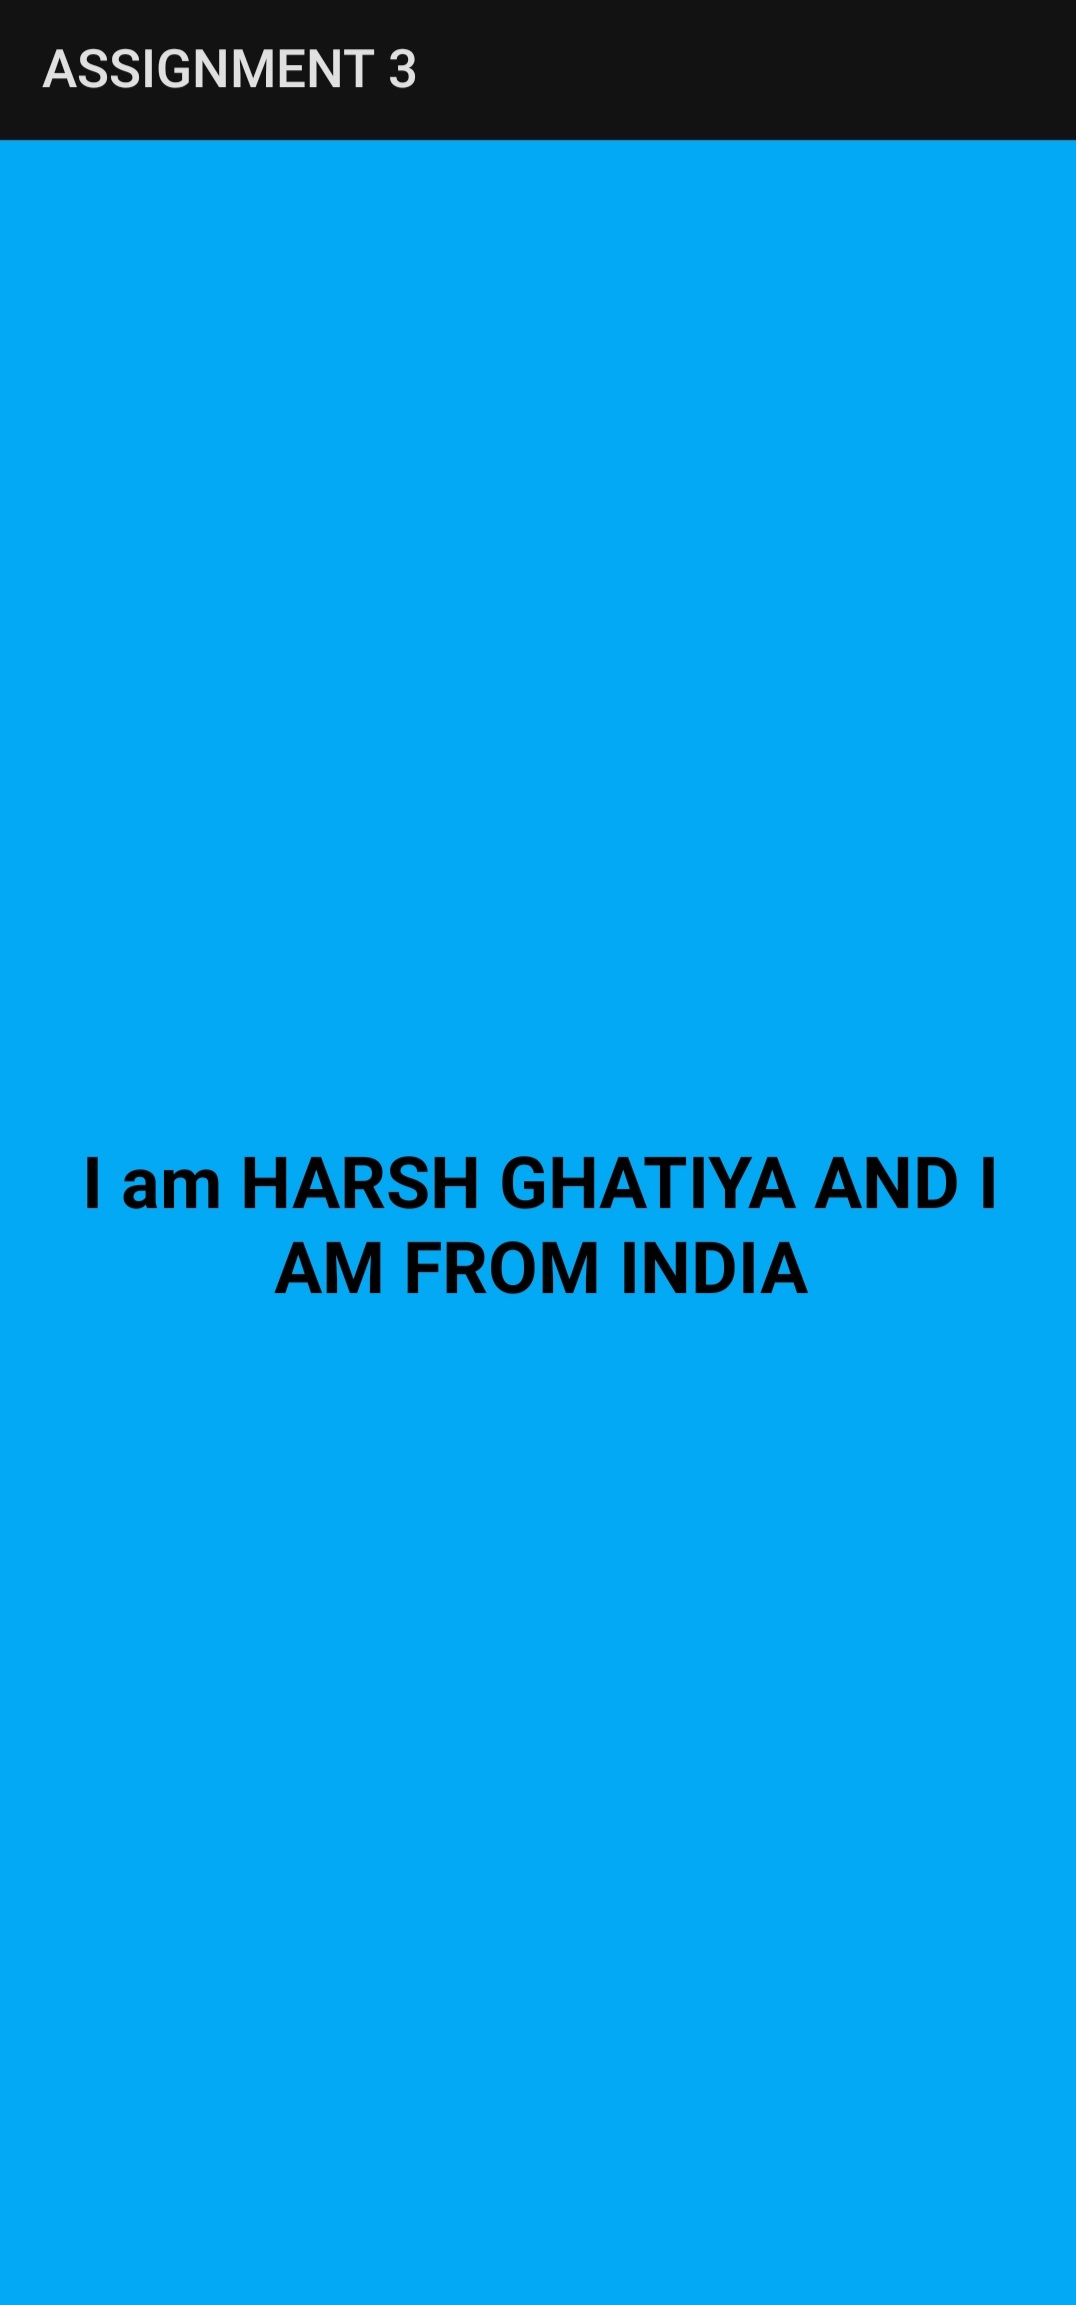 ASSIGNMENT 3
I am HARSH GHATIYA AND I
AM FROM INDIA